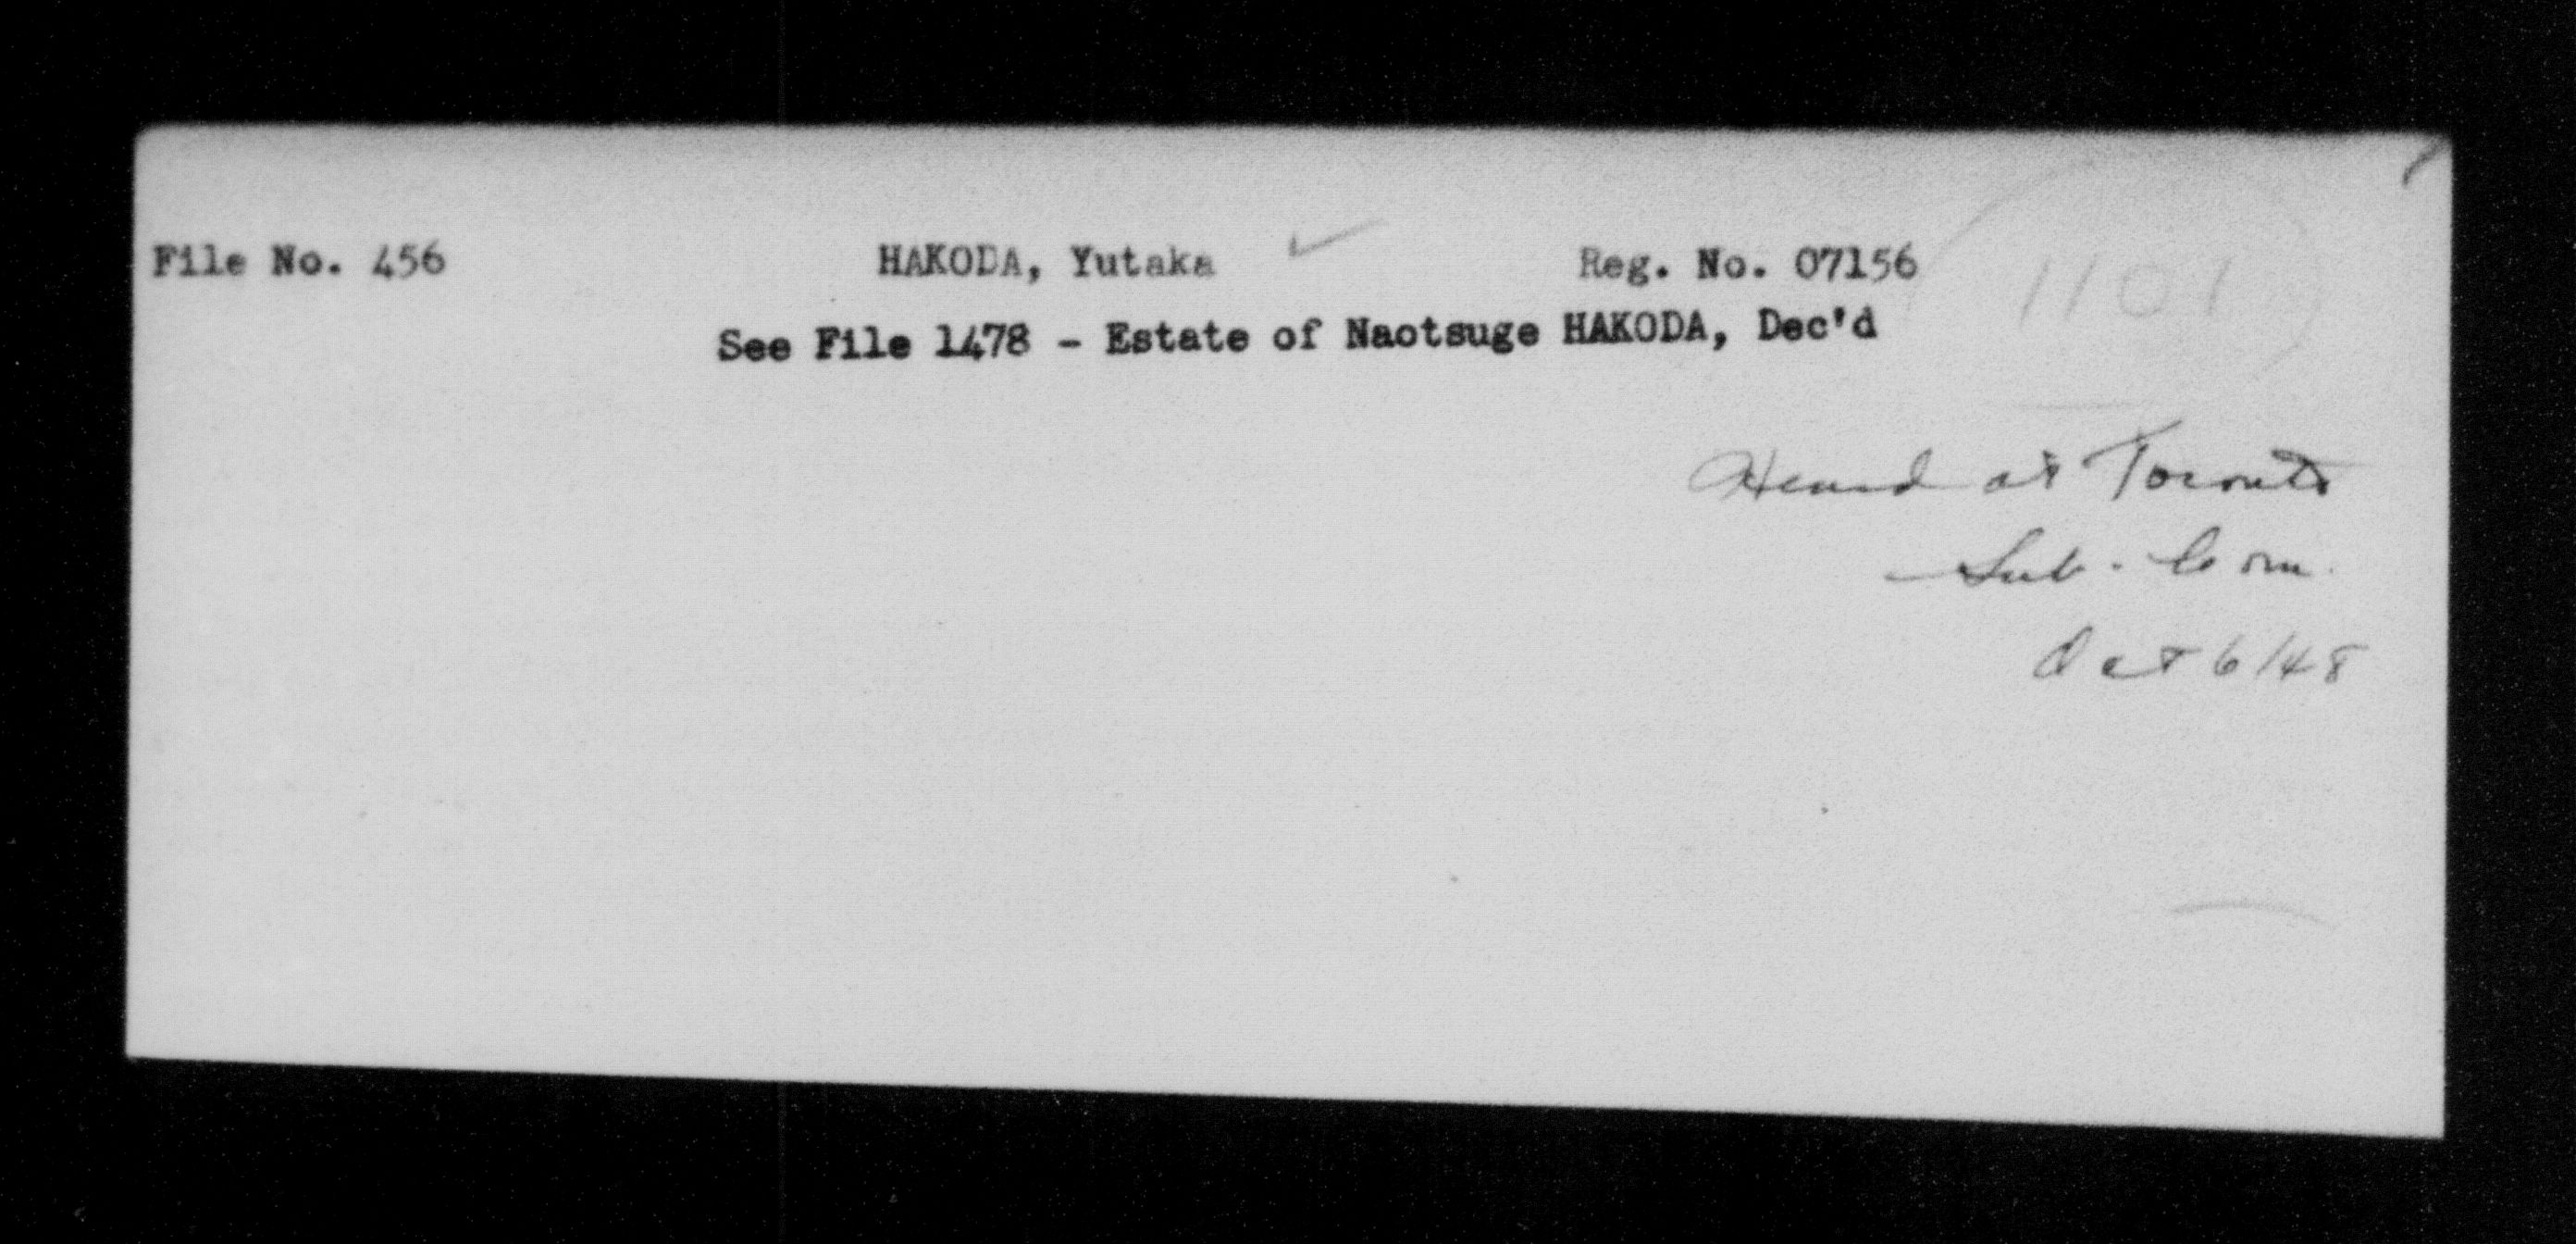 File No. 456 HAKODA, Yutaka ✓ Reg. No. 07156
1101
See File 1478 - Estate of Naotsuge HAKODA, Dec'd
Heard at Toronto
Sub. Com.
Oct 6/48